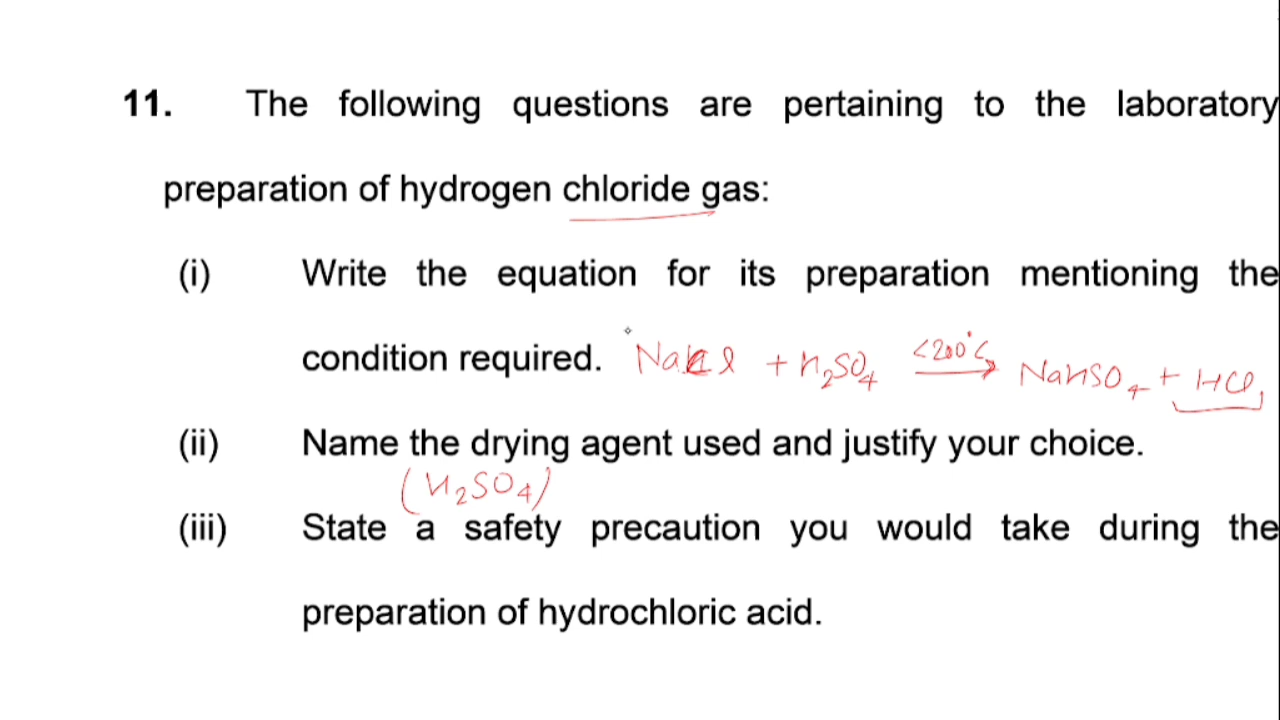 11. The following questions are pertaining to the laboratory
preparation of hydrogen chloride gas:
(i) Write the equation for its preparation mentioning the
condition required. NaCl + H₂SO₄ <200°C → NaHSO₄ + HCl
(ii) Name the drying agent used and justify your choice.
(H₂SO₄)
(iii) State a safety precaution you would take during the
preparation of hydrochloric acid.